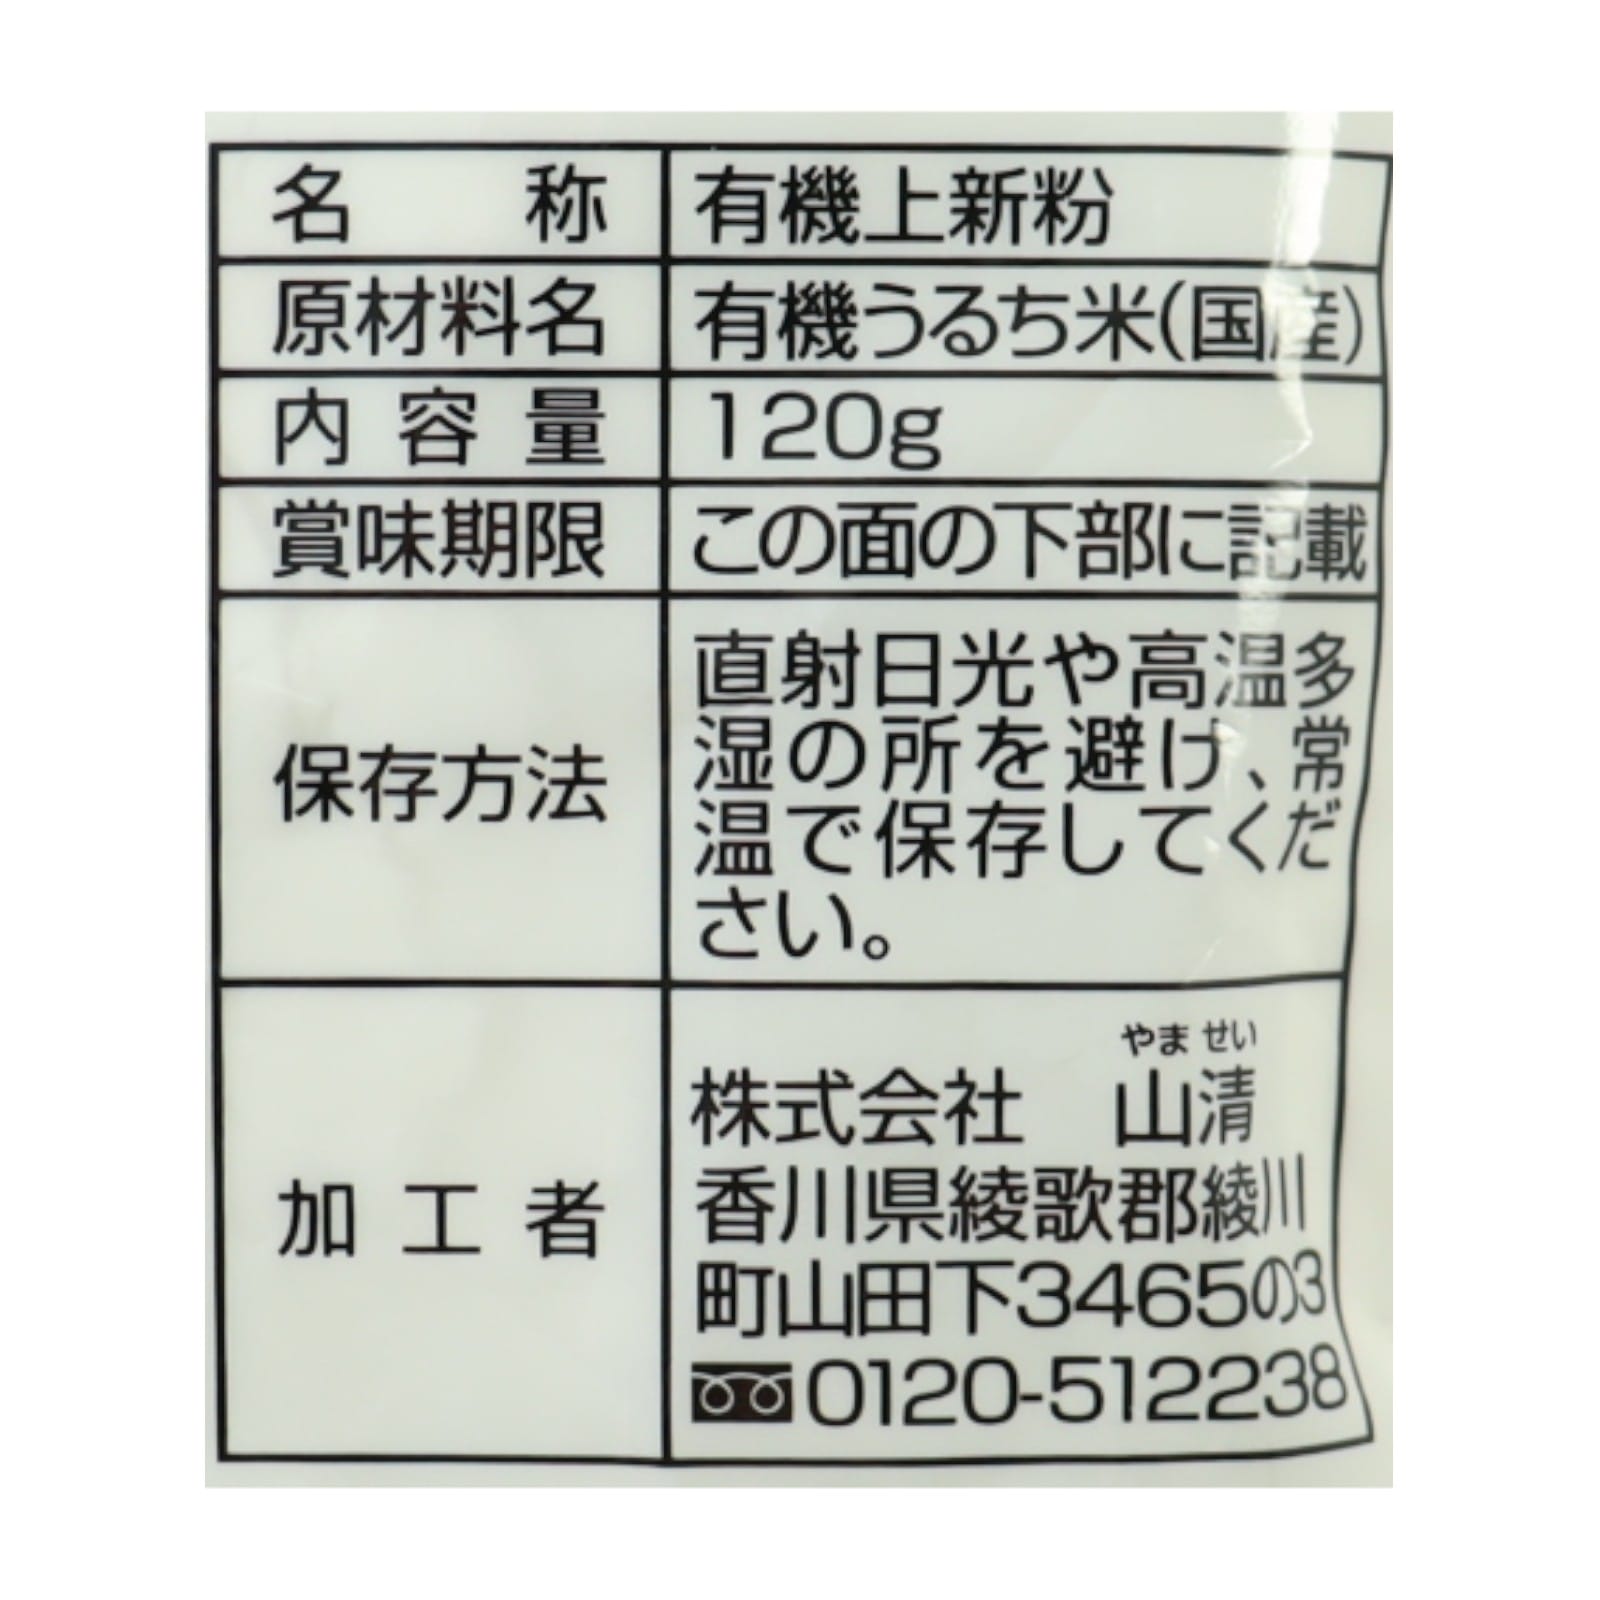 名称 有機上新粉
原材料名 有機うるち米(国産)
内容量 120g
賞味期限 この面の下部に記載
保存方法 直射日光や高温多
湿の所を避け、常
温で保存してくだ
さい。
加工者
やませい
株式会社 山清
香川県綾歌郡綾川
町山田下3465の3
0120-512238